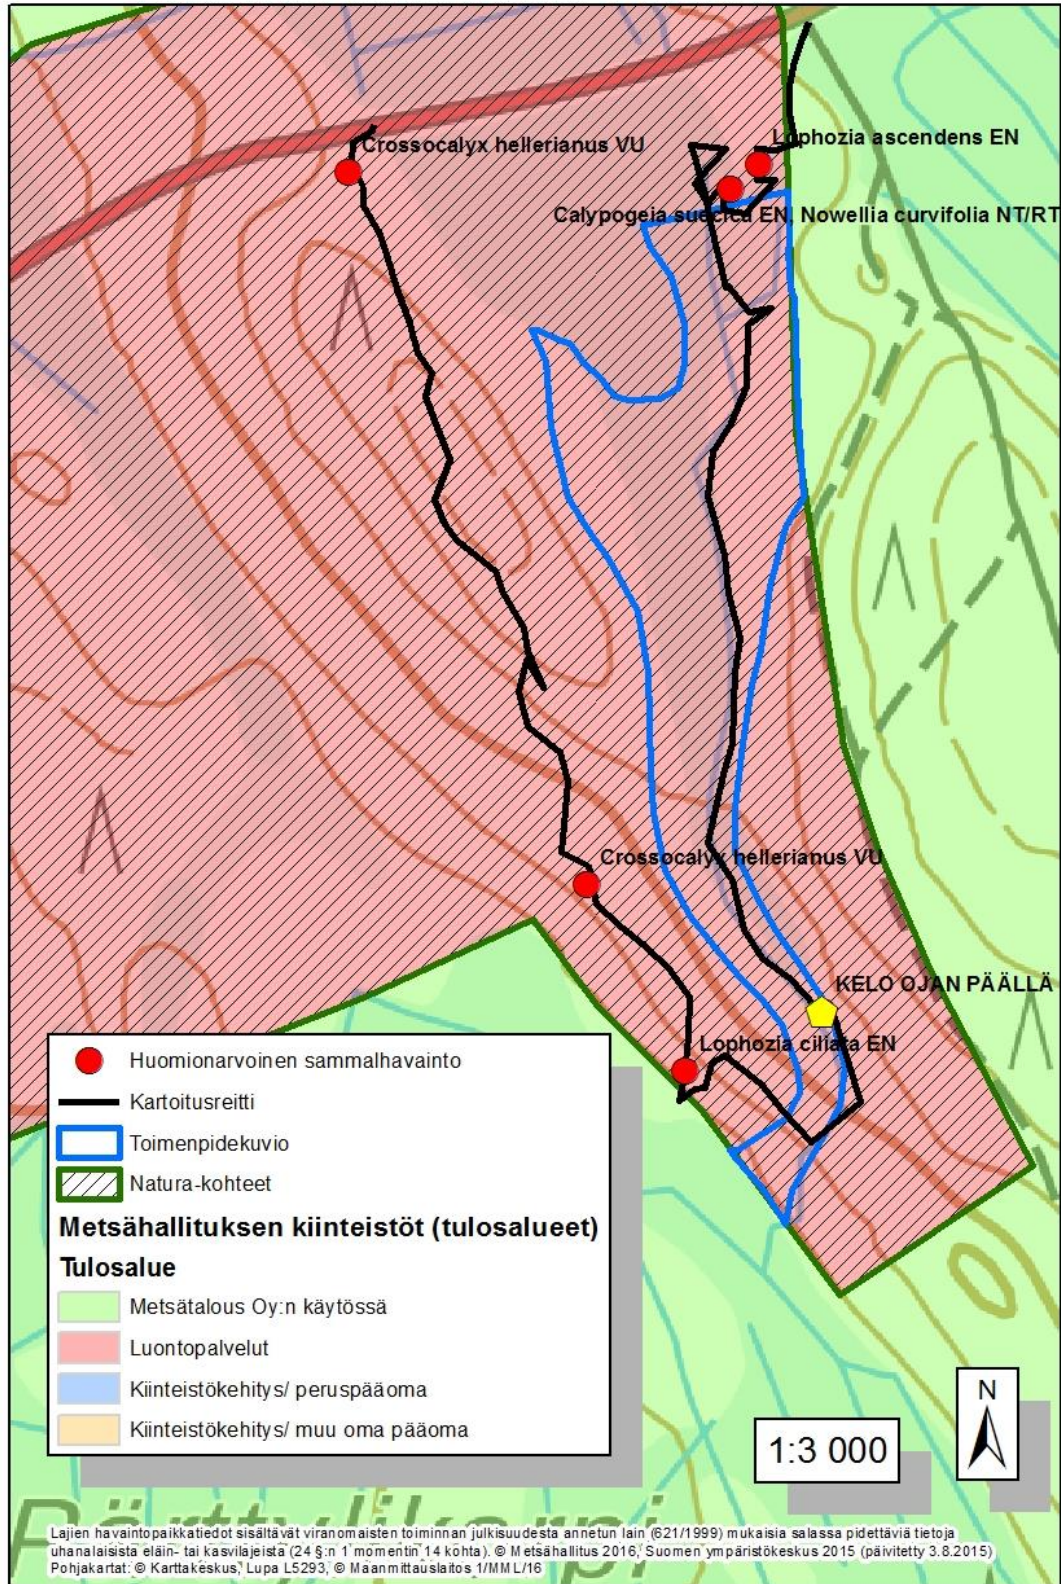 Crossocalyx hellerianus VU
Lophozia ascendens EN
Calypogeia suecica EN, Nowellia curvifolia NT/RT
Crossocalyx hellerianus VU
KELO OJAN PÄÄLLÄ
Lophozia ciliata EN
Huomionarvoinen sammalhavainto
Kartoitusreitti
Toimenpidekuvio
Natura-kohteet
Metsähallituksen kiinteistöt (tulosalueet)
Tulosalue
Metsätalous Oy:n käytössä
Luontopalvelut
Kiinteistökehitys/ peruspääoma
Kiinteistökehitys/ muu oma pääoma
N
1:3 000
Lajien havaintopaikkatiedot sisältävät viranomaisten toiminnan julkisuudesta annetun lain (621/1999) mukaisia salassa pidettäviä tietoja
uhanalaisista eläin- tai kasvilajeista (24 §:n 1 momentin 14 kohta). © Metsähallitus 2016, Suomen ympäristökeskus 2015 (päivitetty 3.8.2015)
Pohjakartat: © Karttakeskus, Lupa L5293, © Maanmittauslaitos 1/MML/16